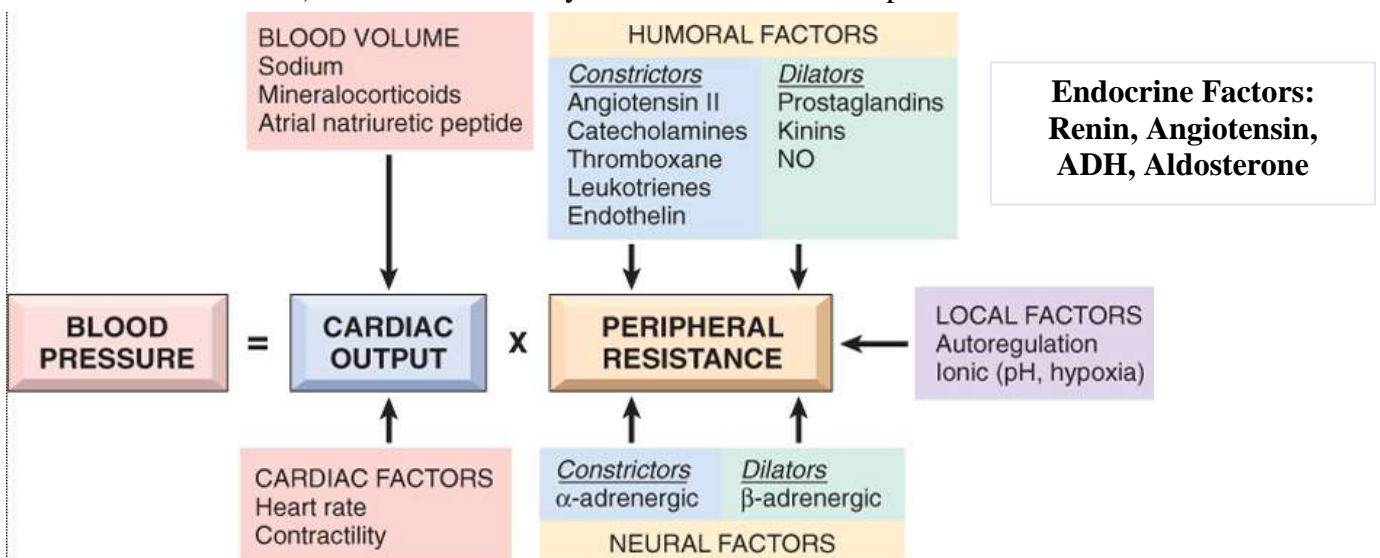 BLOOD VOLUME
Sodium
Mineralocorticoids
Atrial natriuretic peptide
HUMORAL FACTORS
Constrictors
Angiotensin II
Catecholamines
Thromboxane
Leukotrienes
Endothelin
Dilators
Prostaglandins
Kinins
NO
Endocrine Factors:
Renin, Angiotensin,
ADH, Aldosterone
BLOOD
PRESSURE
=
CARDIAC
OUTPUT
x
PERIPHERAL
RESISTANCE
LOCAL FACTORS
Autoregulation
Ionic (pH, hypoxia)
CARDIAC FACTORS
Heart rate
Contractility
Constrictors
α-adrenergic
Dilators
β-adrenergic
NEURAL FACTORS